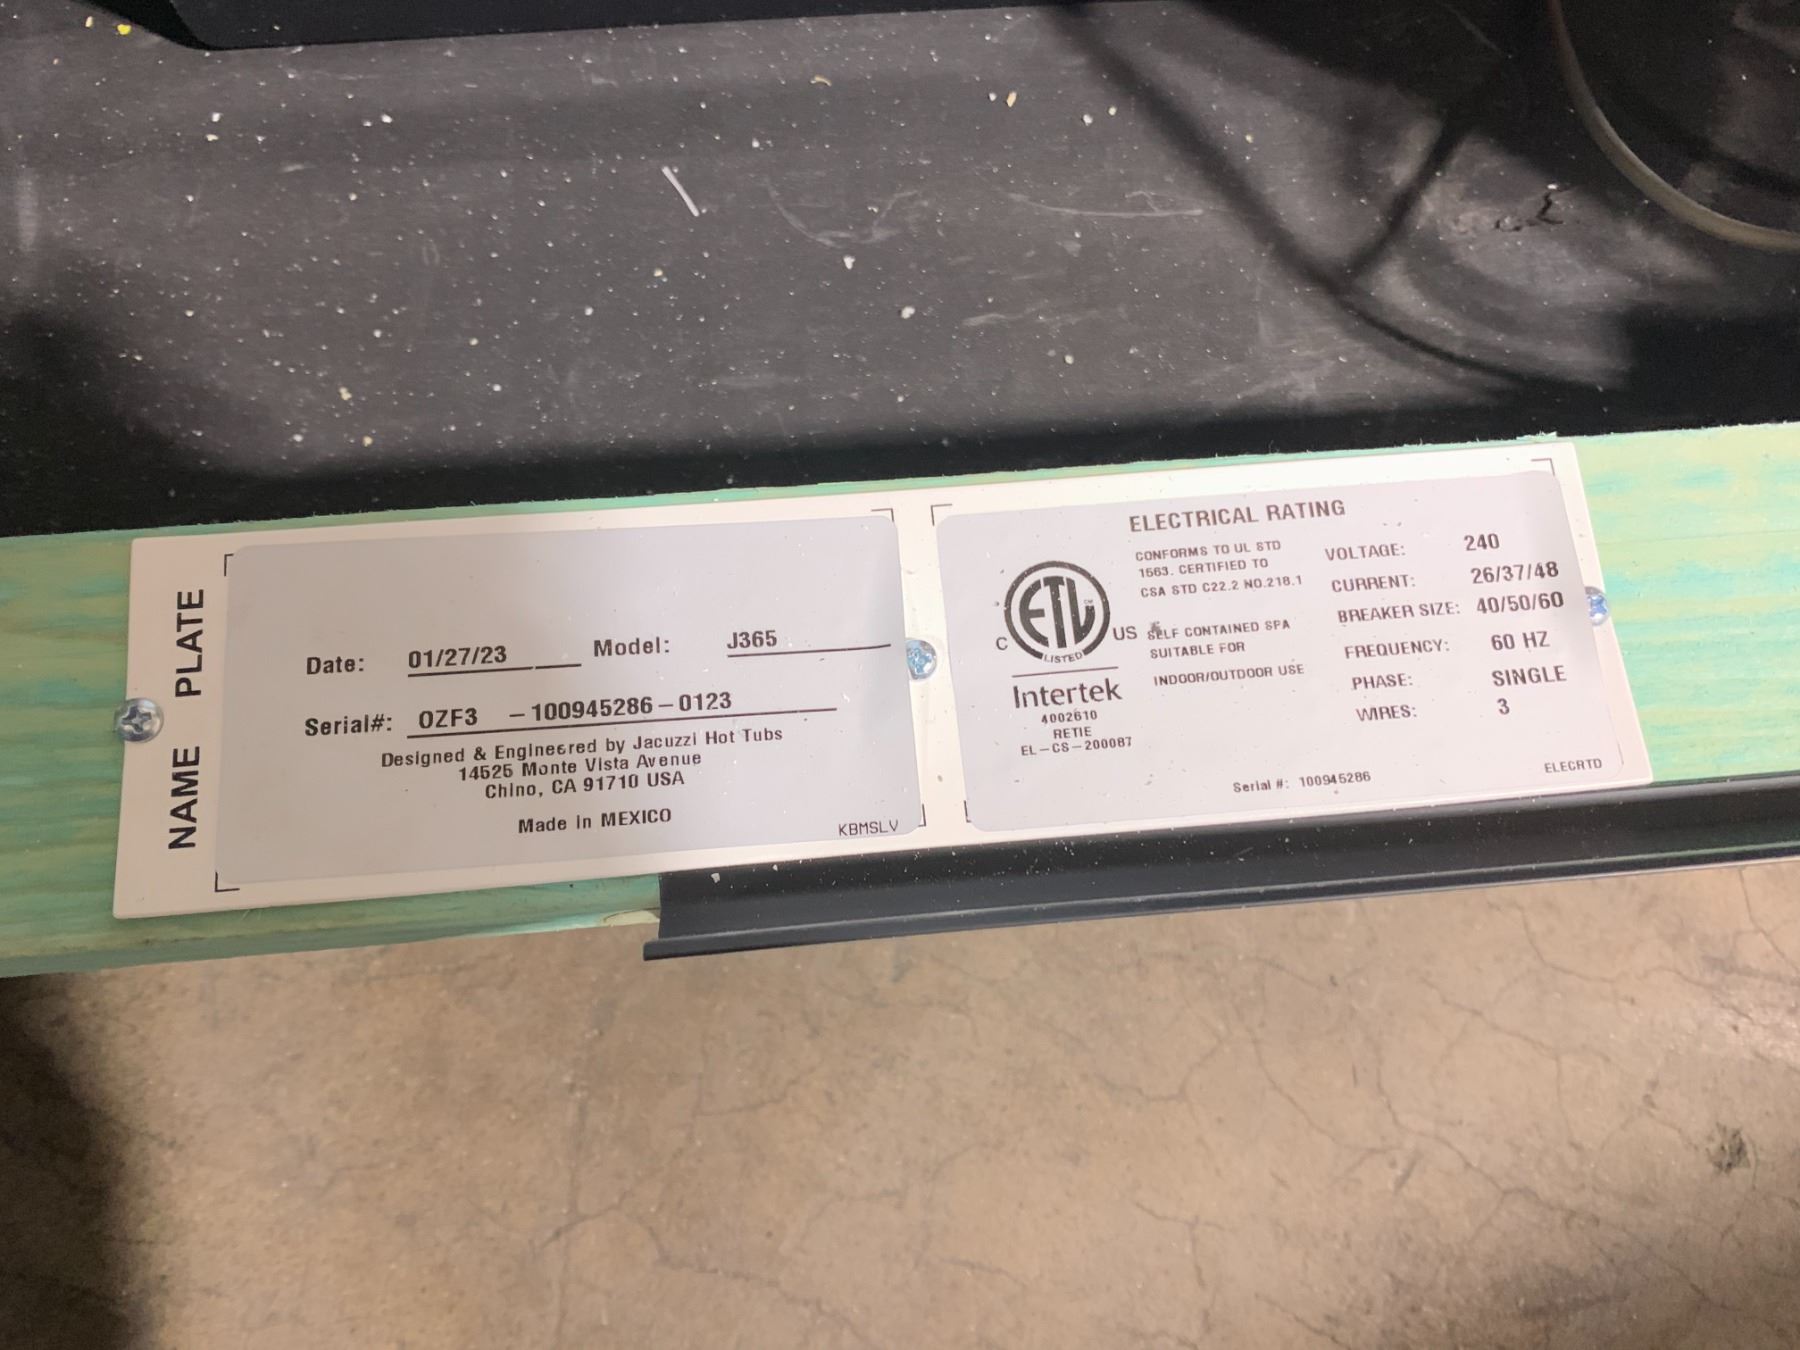 NAME PLATE
Date: 01/27/23 Model: J365
Serial#: OZF3 -100945286-0123
Designed & Engineered by Jacuzzi Hot Tubs
14525 Monte Vista Avenue
Chino, CA 91710 USA
Made in MEXICO
KBMSLV
ELECTRICAL RATING
C ETL US
CM
LISTED
Intertek
4002610
RETIE
EL-CS-200087
CONFORMS TO UL STD
1563. CERTIFIED TO
CSA STD C22.2 NO.218.1
SELF CONTAINED SPA
SUITABLE FOR
INDOOR/OUTDOOR USE
VOLTAGE: 240
CURRENT: 26/37/48
BREAKER SIZE: 40/50/60
FREQUENCY: 60 HZ
PHASE: SINGLE
WIRES: 3
Serial #: 100945286
ELECRTD